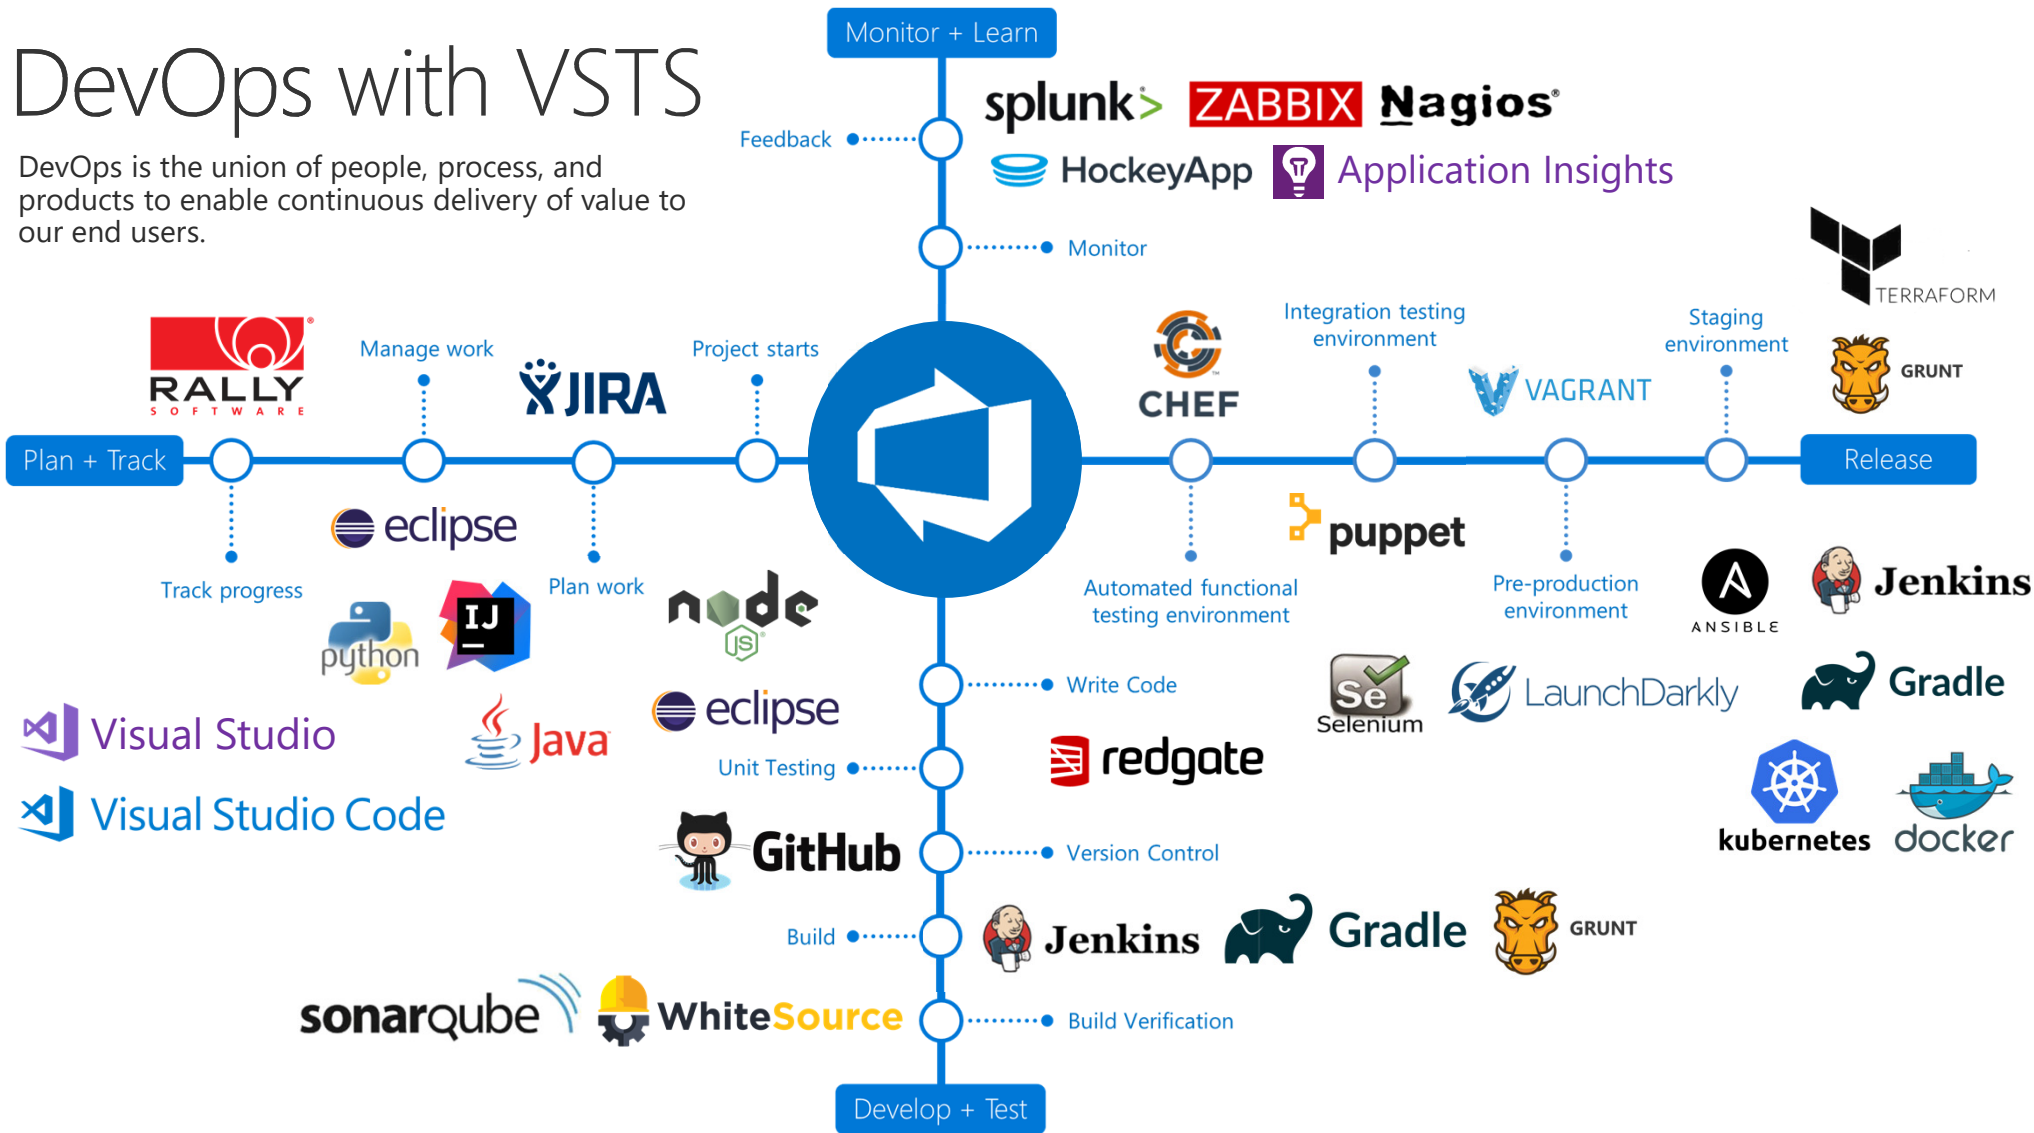 DevOps with VSTS
DevOps is the union of people, process, and
products to enable continuous delivery of value to
our end users.
Monitor + Learn
Feedback
splunk>
ZABBIX
Nagios®
HockeyApp
Application Insights
Monitor
TERRAFORM
RALLY
SOFTWARE
®
Manage work
JIRA
Project starts
CHEF
™
Integration testing
environment
VAGRANT
Staging
environment
GRUNT
Plan + Track
Release
eclipse
puppet
Track progress
Plan work
python
IJ
node
JS
®
Automated functional
testing environment
Pre-production
environment
A
ANSIBLE
Jenkins
Write Code
Se
Selenium
LaunchDarkly
Gradle
Visual Studio
Java
eclipse
Unit Testing
redgate
Visual Studio Code
GitHub
Version Control
kubernetes
docker
Build
Jenkins
Gradle
GRUNT
sonarqube
WhiteSource
Build Verification
Develop + Test